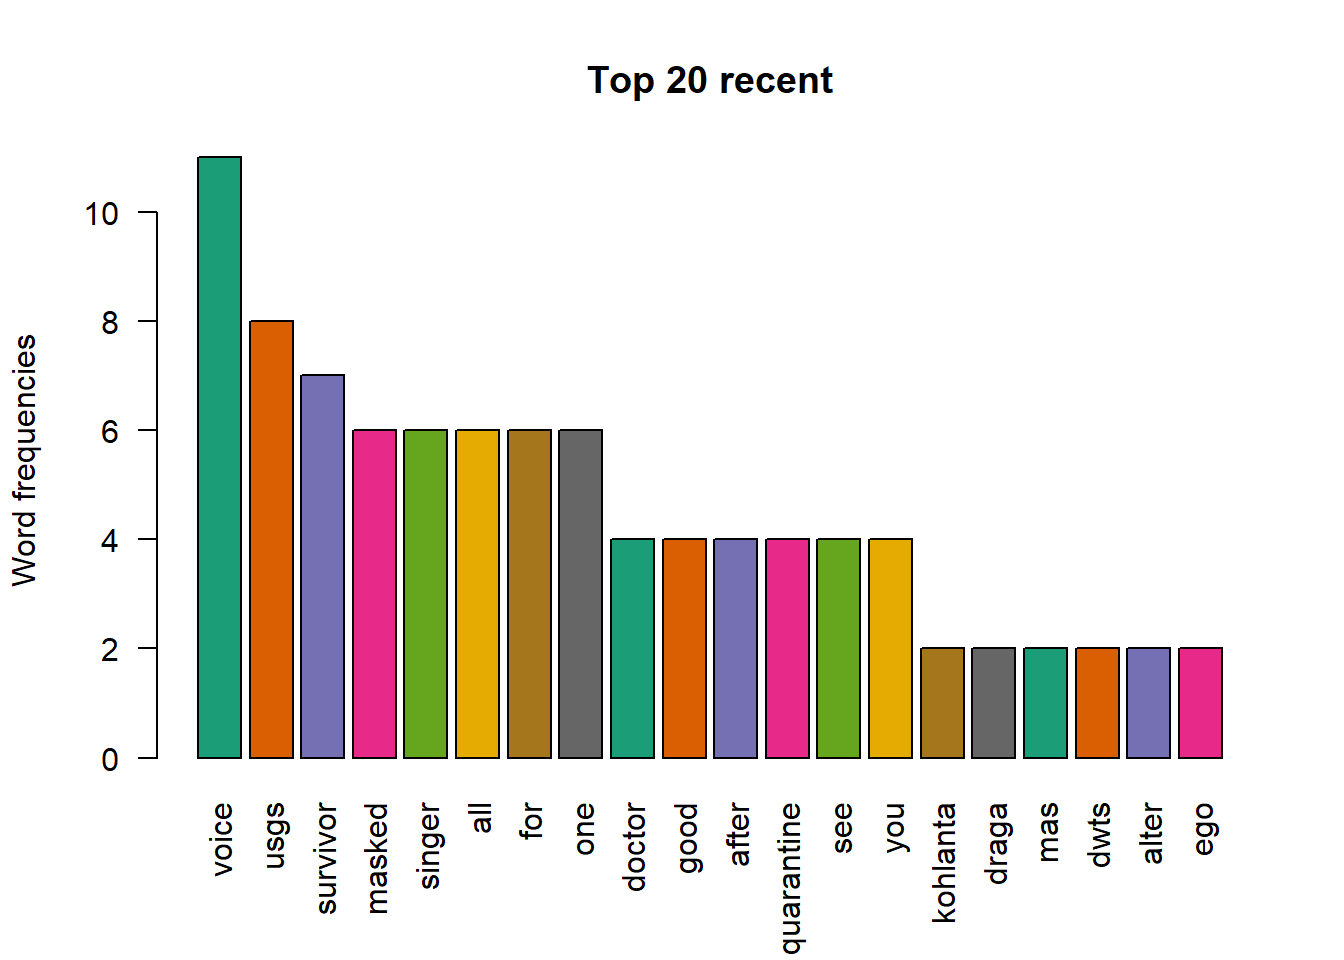 Top 20 recent
Word frequencies
10
8
6
4
2
0
voice
usgs
survivor
masked
singer
all
for
one
doctor
good
after
quarantine
see
you
kohlanta
draga
mas
dwts
alter
ego